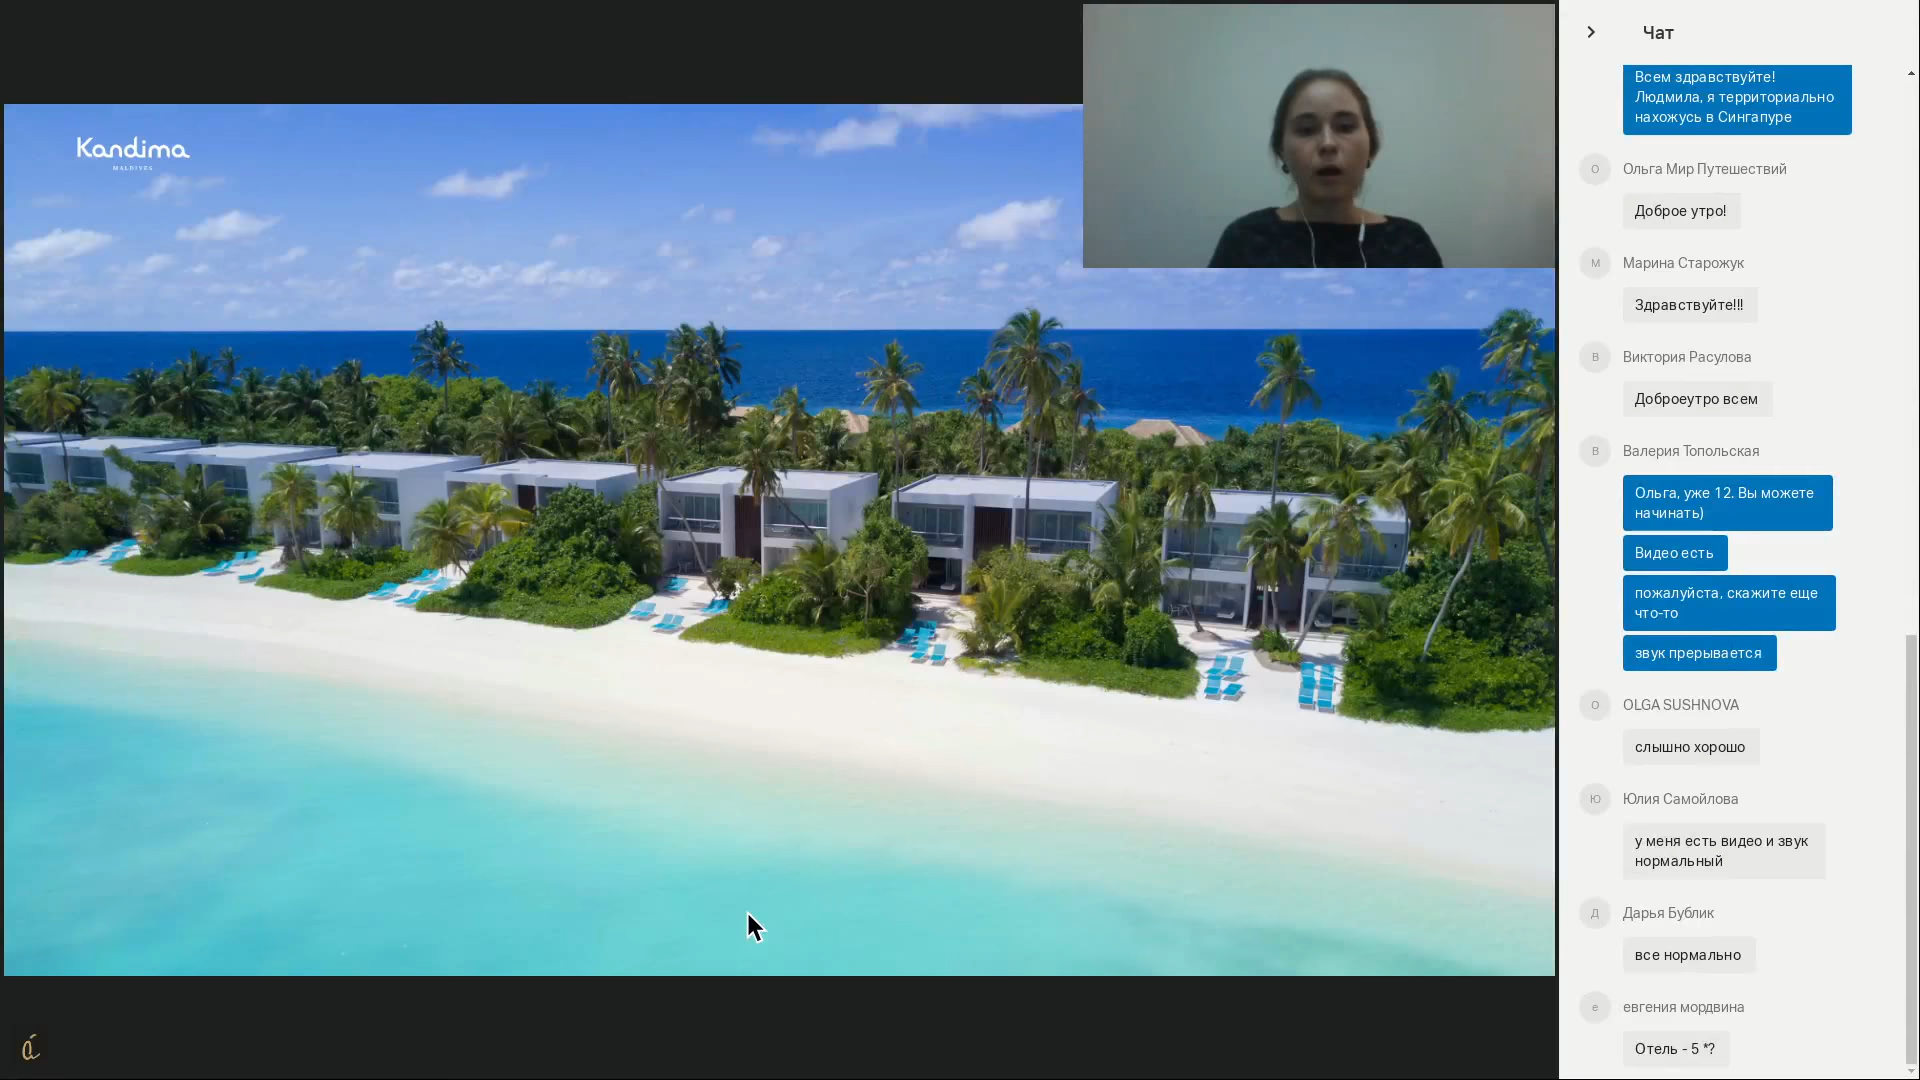 Kandima
MALDIVES
á
Чат
Всем здравствуйте!
Людмила, я территориально
нахожусь в Сингапуре
О
Ольга Мир Путешествий
Доброе утро!
М
Марина Старожук
Здравствуйте!!!
В
Виктория Расулова
Доброеутро всем
В
Валерия Топольская
Ольга, уже 12. Вы можете
начинать)
Видео есть
пожалуйста, скажите еще
что-то
звук прерывается
O
OLGA SUSHNOVA
слышно хорошо
Ю
Юлия Самойлова
у меня есть видео и звук
нормальный
Д
Дарья Бублик
все нормально
е
евгения мордвина
Отель - 5 *?